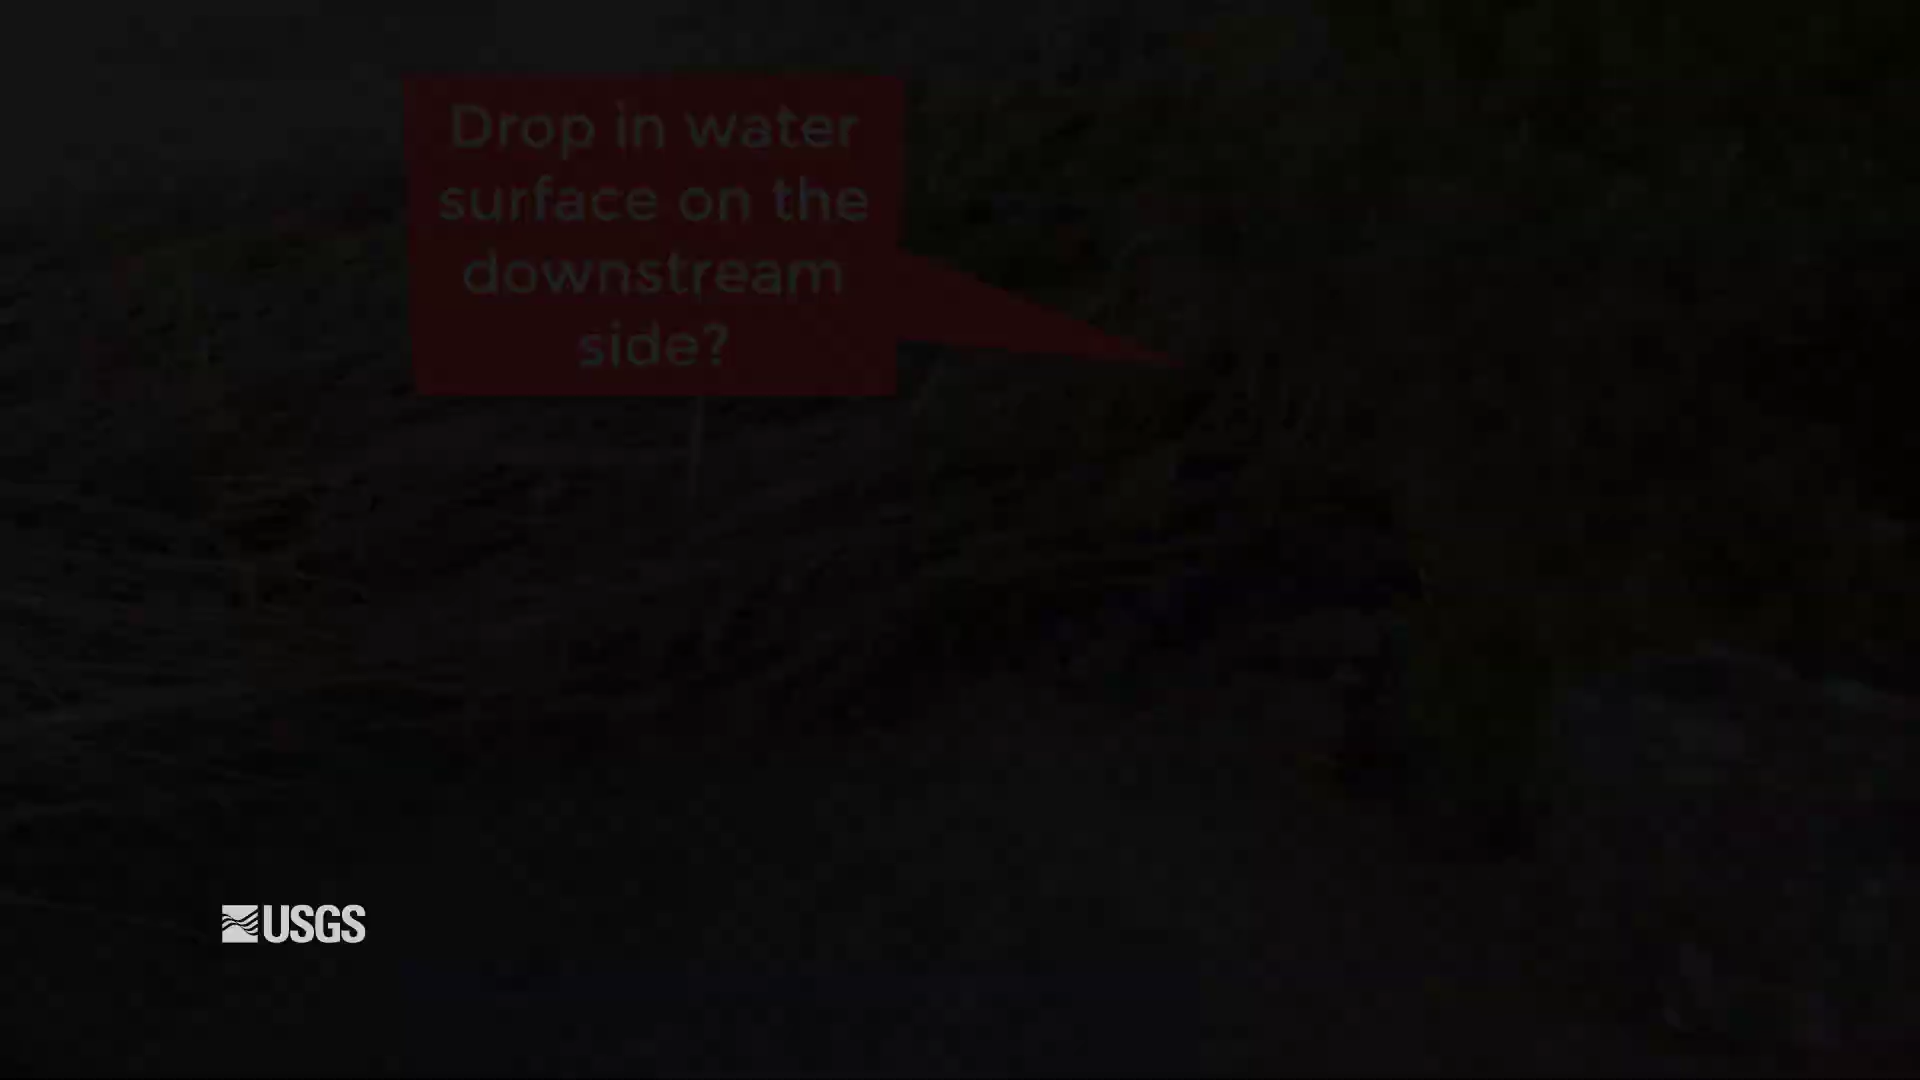 Drop in water
surface on the
downstream
side?
USGS